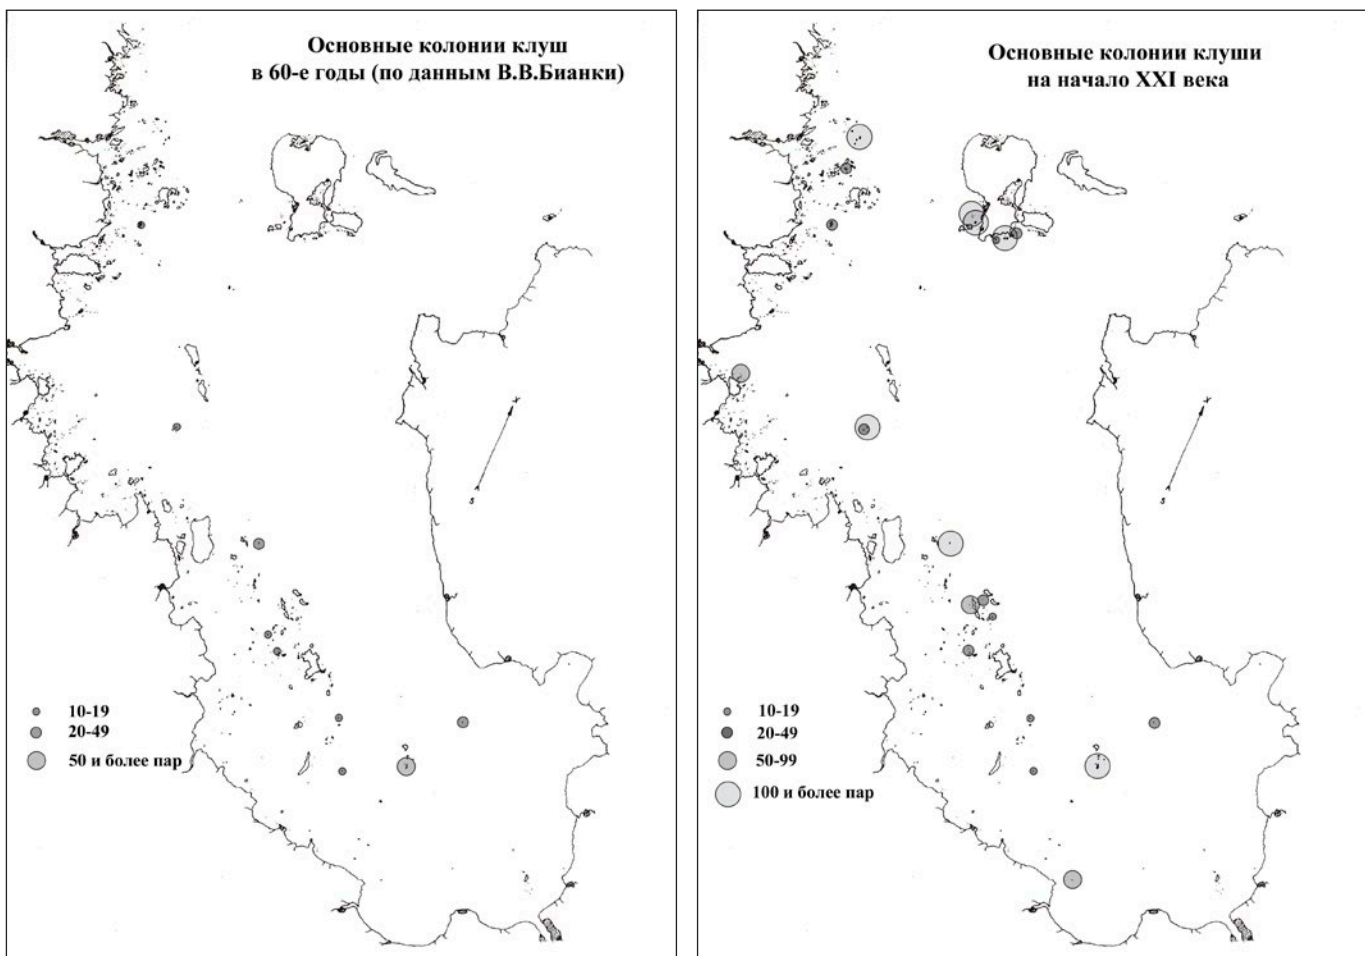 Основные колонии клуш
в 60-е годы (по данным В.В.Бианки)
10-19
20-49
50 и более пар
Основные колонии клуши
на начало XXI века
10-19
20-49
50-99
100 и более пар